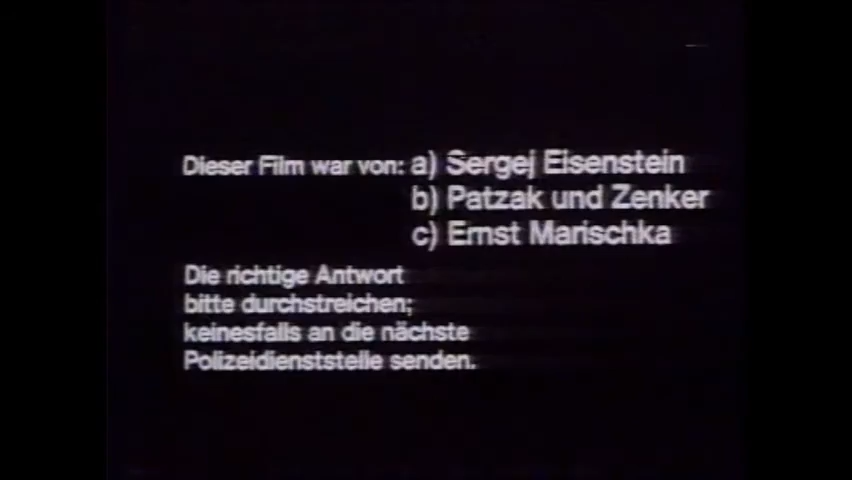 Dieser Film war von: a) Sergej Eisenstein
b) Patzak und Zenker
c) Ernst Marischka
Die richtige Antwort
bitte durchstreichen;
keinesfalls an die nächste
Polizeidienststelle senden.